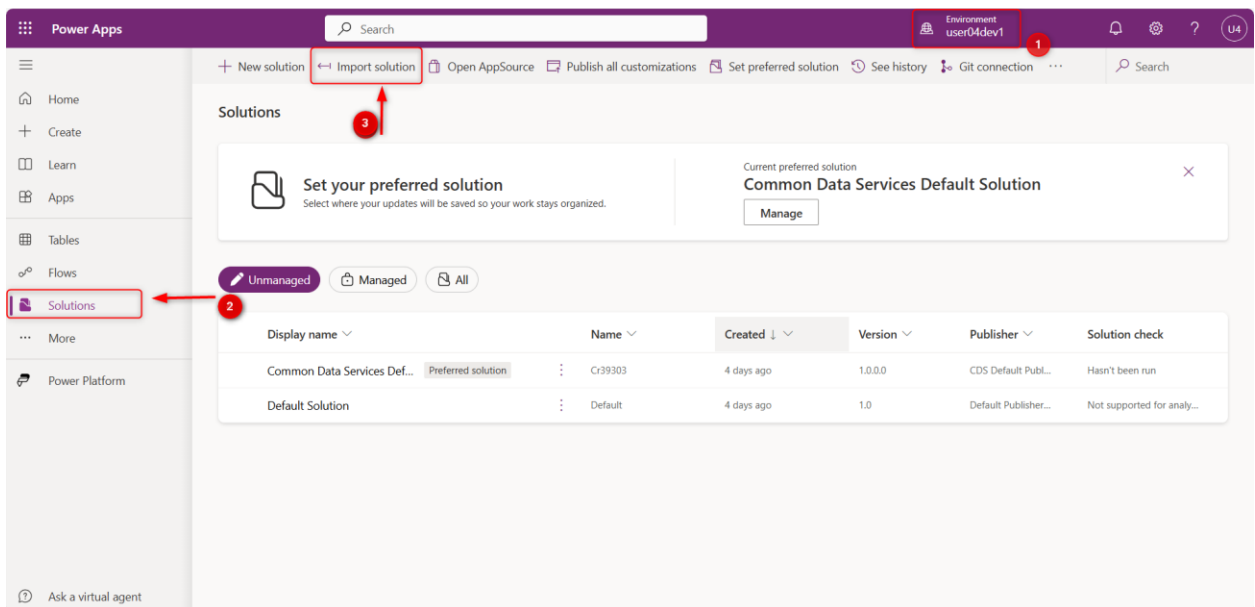 Power Apps
Search
Environment
user04dev1
U4
1
New solution
Import solution
Open AppSource
Publish all customizations
Set preferred solution
See history
Git connection
Search
Home
Create
Learn
Apps
Tables
Flows
Solutions
More
Power Platform
Ask a virtual agent
3
Solutions
Set your preferred solution
Select where your updates will be saved so your work stays organized.
Current preferred solution
Common Data Services Default Solution
Manage
Unmanaged
Managed
All
2
Display name Name Created Version Publisher Solution check
Common Data Services Def... Preferred solution Cr39303 4 days ago 1.0.0.0 CDS Default Publ... Hasn't been run
Default Solution Default 4 days ago 1.0 Default Publisher... Not supported for analy...